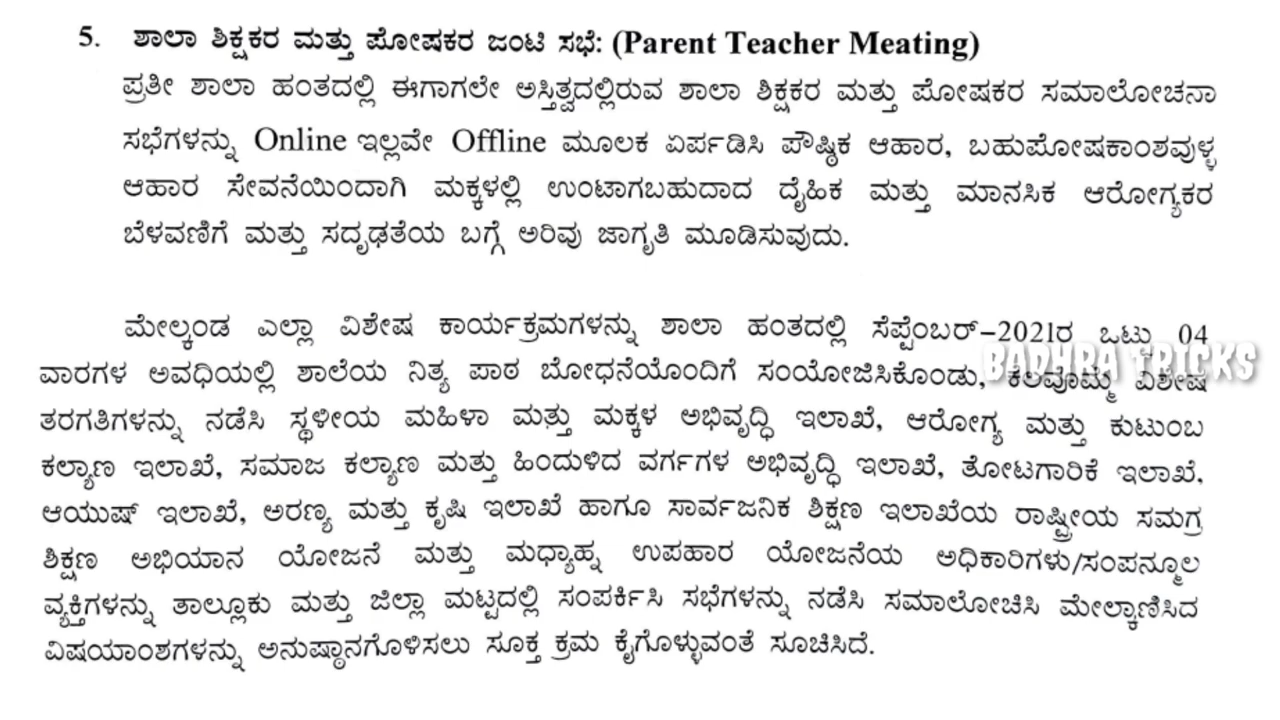 5. ಶಾಲಾ ಶಿಕ್ಷಕರ ಮತ್ತು ಪೋಷಕರ ಜಂಟಿ ಸಭೆ: (Parent Teacher Meating)
ಪ್ರತೀ ಶಾಲಾ ಹಂತದಲ್ಲಿ ಈಗಾಗಲೇ ಅಸ್ತಿತ್ವದಲ್ಲಿರುವ ಶಾಲಾ ಶಿಕ್ಷಕರ ಮತ್ತು ಪೋಷಕರ ಸಮಾಲೋಚನಾ
ಸಭೆಗಳನ್ನು Online ಇಲ್ಲವೇ Offline ಮೂಲಕ ಏರ್ಪಡಿಸಿ ಪೌಷ್ಠಿಕ ಆಹಾರ, ಬಹುಪೋಷಕಾಂಶವುಳ್ಳ
ಆಹಾರ ಸೇವನೆಯಿಂದಾಗಿ ಮಕ್ಕಳಲ್ಲಿ ಉಂಟಾಗಬಹುದಾದ ದೈಹಿಕ ಮತ್ತು ಮಾನಸಿಕ ಆರೋಗ್ಯಕರ
ಬೆಳವಣಿಗೆ ಮತ್ತು ಸದೃಢತೆಯ ಬಗ್ಗೆ ಅರಿವು ಜಾಗೃತಿ ಮೂಡಿಸುವುದು.
ಮೇಲ್ಕಂಡ ಎಲ್ಲಾ ವಿಶೇಷ ಕಾರ್ಯಕ್ರಮಗಳನ್ನು ಶಾಲಾ ಹಂತದಲ್ಲಿ ಸೆಪ್ಟೆಂಬರ್-2021ರ ಒಟ್ಟು 04
BADHRA TRICKS
ವಾರಗಳ ಅವಧಿಯಲ್ಲಿ ಶಾಲೆಯ ನಿತ್ಯ ಪಾಠ ಬೋಧನೆಯೊಂದಿಗೆ ಸಂಯೋಜಿಸಿಕೊಂಡು, ಕೆಲವೊಮ್ಮೆ ವಿಶೇಷ
ತರಗತಿಗಳನ್ನು ನಡೆಸಿ ಸ್ಥಳೀಯ ಮಹಿಳಾ ಮತ್ತು ಮಕ್ಕಳ ಅಭಿವೃದ್ಧಿ ಇಲಾಖೆ, ಆರೋಗ್ಯ ಮತ್ತು ಕುಟುಂಬ
ಕಲ್ಯಾಣ ಇಲಾಖೆ, ಸಮಾಜ ಕಲ್ಯಾಣ ಮತ್ತು ಹಿಂದುಳಿದ ವರ್ಗಗಳ ಅಭಿವೃದ್ಧಿ ಇಲಾಖೆ, ತೋಟಗಾರಿಕೆ ಇಲಾಖೆ,
ಆಯುಷ್ ಇಲಾಖೆ, ಅರಣ್ಯ ಮತ್ತು ಕೃಷಿ ಇಲಾಖೆ ಹಾಗೂ ಸಾರ್ವಜನಿಕ ಶಿಕ್ಷಣ ಇಲಾಖೆಯ ರಾಷ್ಟ್ರೀಯ ಸಮಗ್ರ
ಶಿಕ್ಷಣ ಅಭಿಯಾನ ಯೋಜನೆ ಮತ್ತು ಮಧ್ಯಾಹ್ನ ಉಪಹಾರ ಯೋಜನೆಯ ಅಧಿಕಾರಿಗಳು/ಸಂಪನ್ಮೂಲ
ವ್ಯಕ್ತಿಗಳನ್ನು ತಾಲ್ಲೂಕು ಮತ್ತು ಜಿಲ್ಲಾ ಮಟ್ಟದಲ್ಲಿ ಸಂಪರ್ಕಿಸಿ ಸಭೆಗಳನ್ನು ನಡೆಸಿ ಸಮಾಲೋಚಿಸಿ ಮೇಲ್ಕಾಣಿಸಿದ
ವಿಷಯಾಂಶಗಳನ್ನು ಅನುಷ್ಠಾನಗೊಳಿಸಲು ಸೂಕ್ತ ಕ್ರಮ ಕೈಗೊಳ್ಳುವಂತೆ ಸೂಚಿಸಿದೆ.